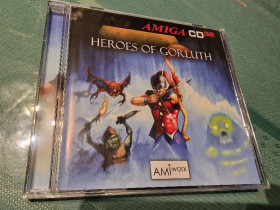 AMIGA CD32
HEROES OF GORLUTH
AMIworx